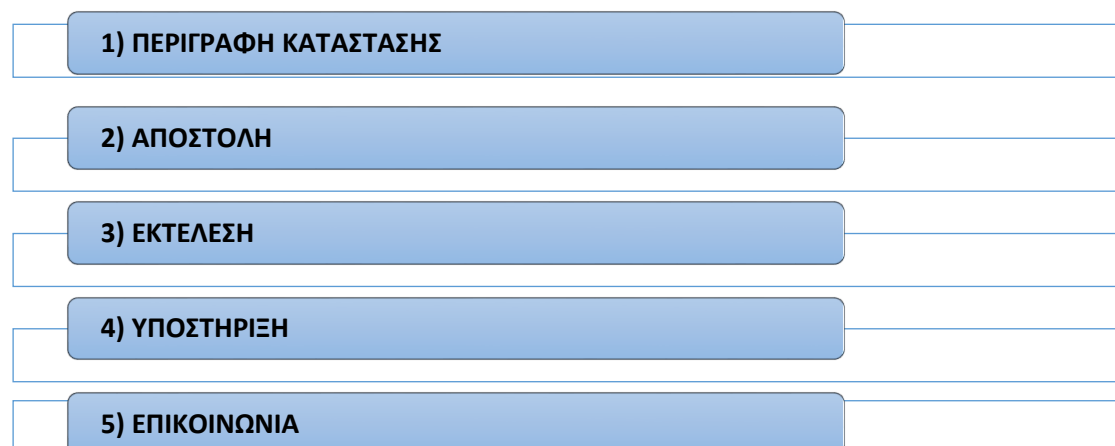 1) ΠΕΡΙΓΡΑΦΗ ΚΑΤΑΣΤΑΣΗΣ
2) ΑΠΟΣΤΟΛΗ
3) ΕΚΤΕΛΕΣΗ
4) ΥΠΟΣΤΗΡΙΞΗ
5) ΕΠΙΚΟΙΝΩΝΙΑ